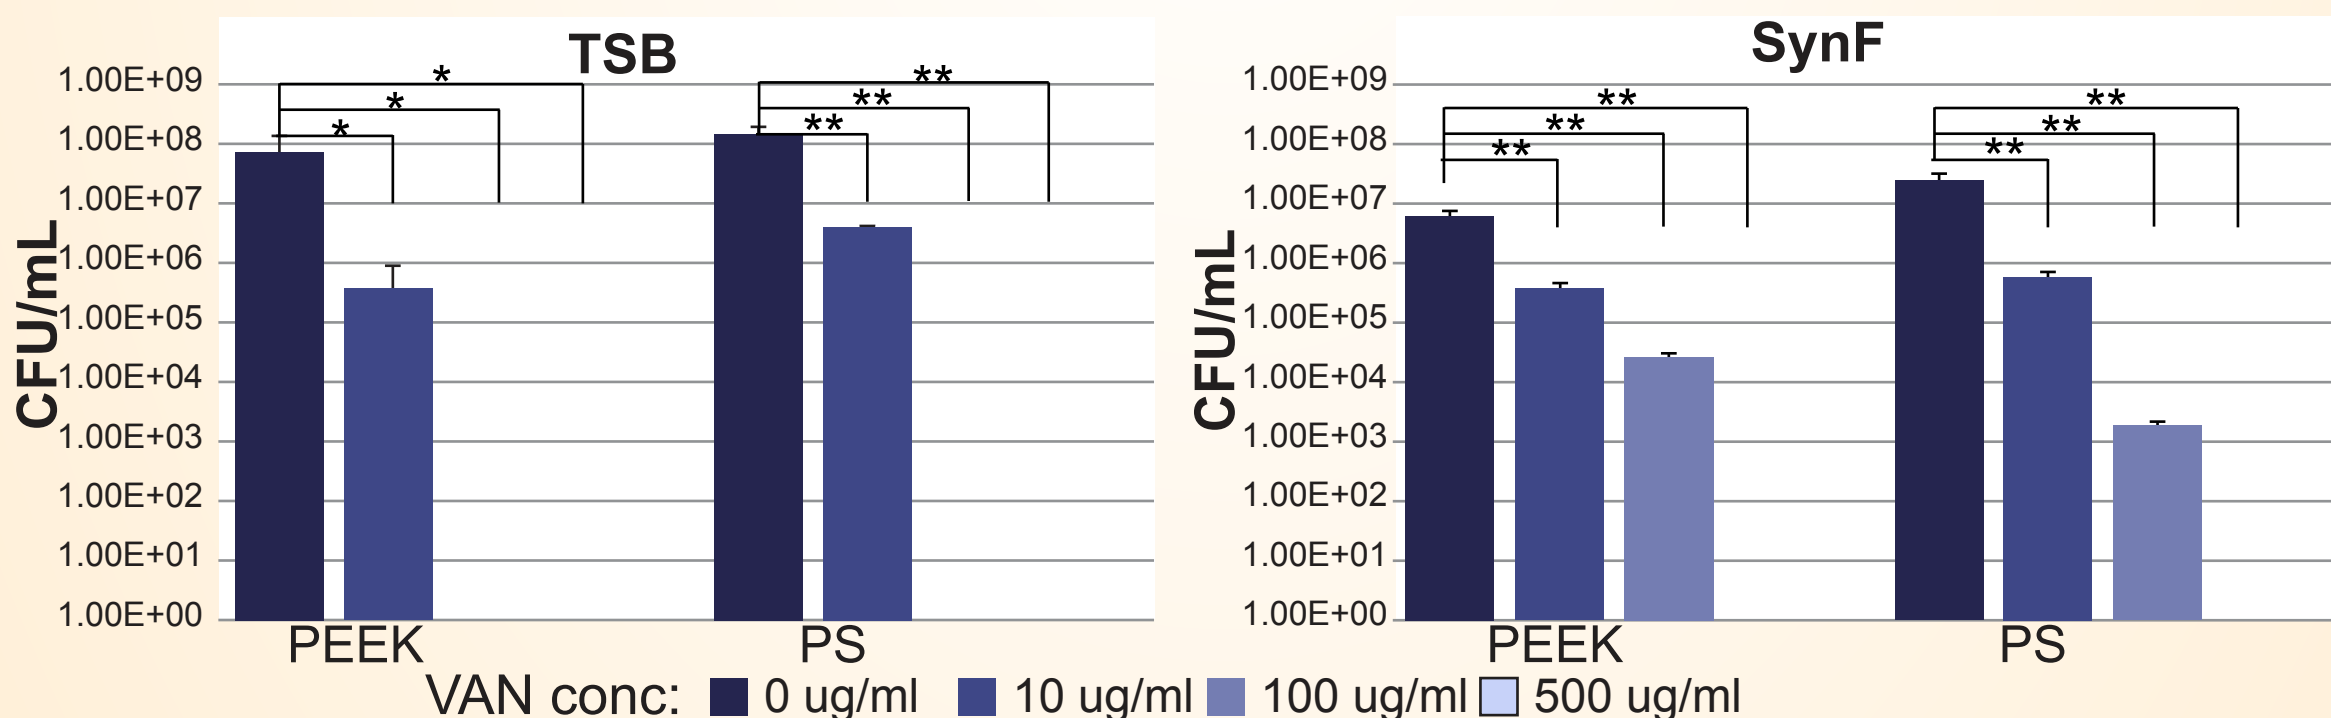 TSB
CFU/mL
1.00E+09
1.00E+08
1.00E+07
1.00E+06
1.00E+05
1.00E+04
1.00E+03
1.00E+02
1.00E+01
1.00E+00
*
*
*
**
**
**
PEEK
PS
SynF
CFU/mL
1.00E+09
1.00E+08
1.00E+07
1.00E+06
1.00E+05
1.00E+04
1.00E+03
1.00E+02
1.00E+01
1.00E+00
**
**
**
**
**
**
PEEK
PS
VAN conc: 0 ug/ml 10 ug/ml 100 ug/ml 500 ug/ml